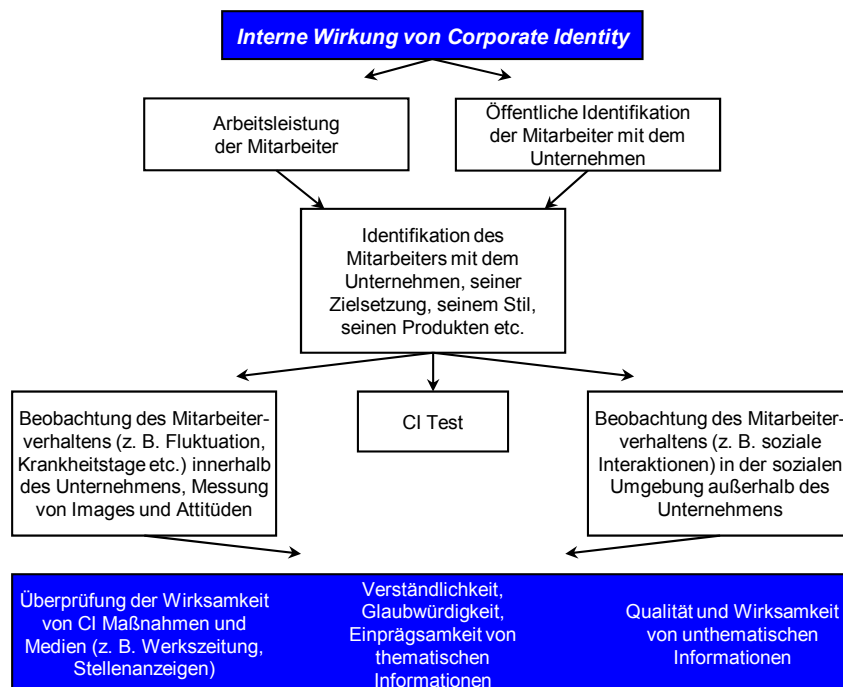 Interne Wirkung von Corporate Identity
Arbeitsleistung
der Mitarbeiter
Öffentliche Identifikation
der Mitarbeiter mit dem
Unternehmen
Identifikation des
Mitarbeiters mit dem
Unternehmen, seiner
Zielsetzung, seinem Stil,
seinen Produkten etc.
Beobachtung des Mitarbeiter-
verhaltens (z. B. Fluktuation,
Krankheitstage etc.) innerhalb
des Unternehmens, Messung
von Images und Attitüden
CI Test
Beobachtung des Mitarbeiter-
verhaltens (z. B. soziale
Interaktionen) in der sozialen
Umgebung außerhalb des
Unternehmens
Überprüfung der Wirksamkeit
von CI Maßnahmen und
Medien (z. B. Werkszeitung,
Stellenanzeigen)
Verständlichkeit,
Glaubwürdigkeit,
Einprägsamkeit von
thematischen
Informationen
Qualität und Wirksamkeit
von unthematischen
Informationen